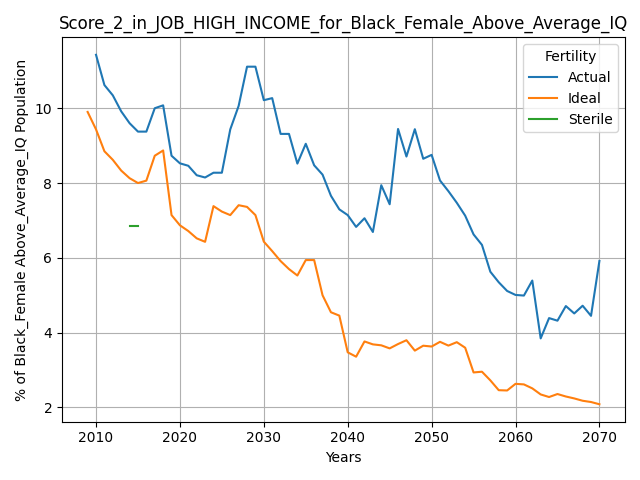 Score_2_in_JOB_HIGH_INCOME_for_Black_Female_Above_Average_IQ
% of Black_Female Above_Average_IQ Population
10
8
6
4
2
Fertility
Actual
Ideal
Sterile
2010 2020 2030 2040 2050 2060 2070
Years